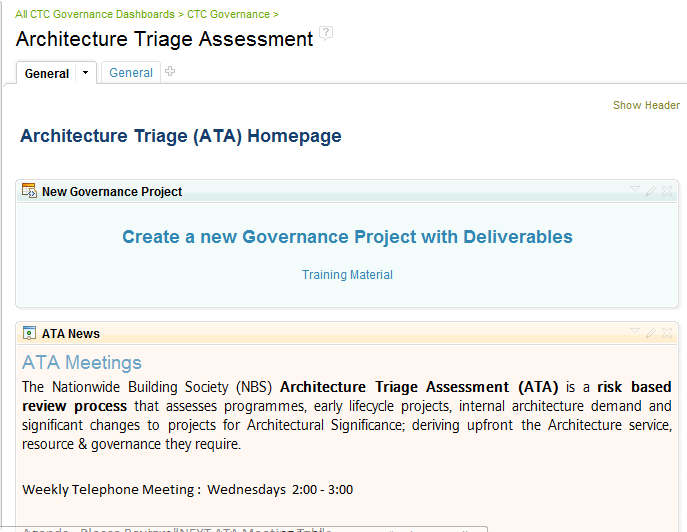 All CTC Governance Dashboards > CTC Governance >
Architecture Triage Assessment ?
General General
Show Header
Architecture Triage (ATA) Homepage
New Governance Project
Create a new Governance Project with Deliverables
Training Material
ATA News
ATA Meetings
The Nationwide Building Society (NBS) Architecture Triage Assessment (ATA) is a risk based
review process that assesses programmes, early lifecycle projects, internal architecture demand and
significant changes to projects for Architectural Significance; deriving upfront the Architecture service,
resource & governance they require.
Weekly Telephone Meeting : Wednesdays 2:00 - 3:00